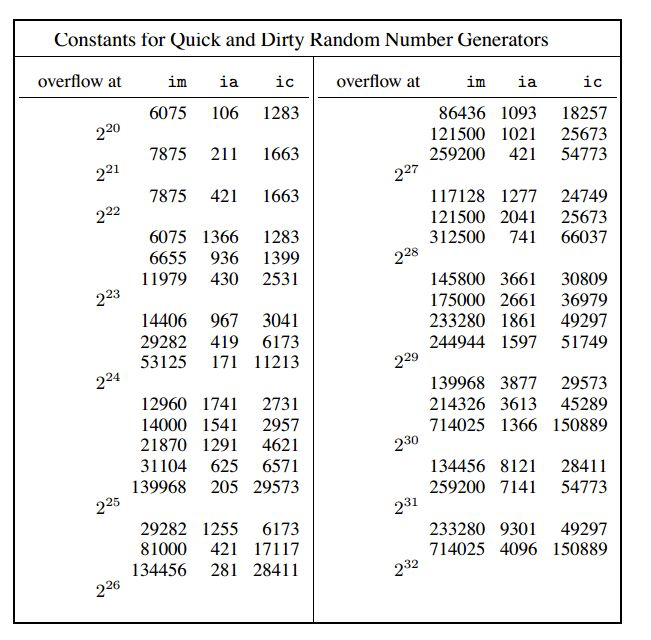 Constants for Quick and Dirty Random Number Generators
overflow at im ia ic
6075 106 1283
2^20
7875 211 1663
2^21
7875 421 1663
2^22
6075 1366 1283
6655 936 1399
11979 430 2531
2^23
14406 967 3041
29282 419 6173
53125 171 11213
2^24
12960 1741 2731
14000 1541 2957
21870 1291 4621
31104 625 6571
139968 205 29573
2^25
29282 1255 6173
81000 421 17117
134456 281 28411
2^26
overflow at im ia ic
86436 1093 18257
121500 1021 25673
259200 421 54773
2^27
117128 1277 24749
121500 2041 25673
312500 741 66037
2^28
145800 3661 30809
175000 2661 36979
233280 1861 49297
244944 1597 51749
2^29
139968 3877 29573
214326 3613 45289
714025 1366 150889
2^30
134456 8121 28411
259200 7141 54773
2^31
233280 9301 49297
714025 4096 150889
2^32